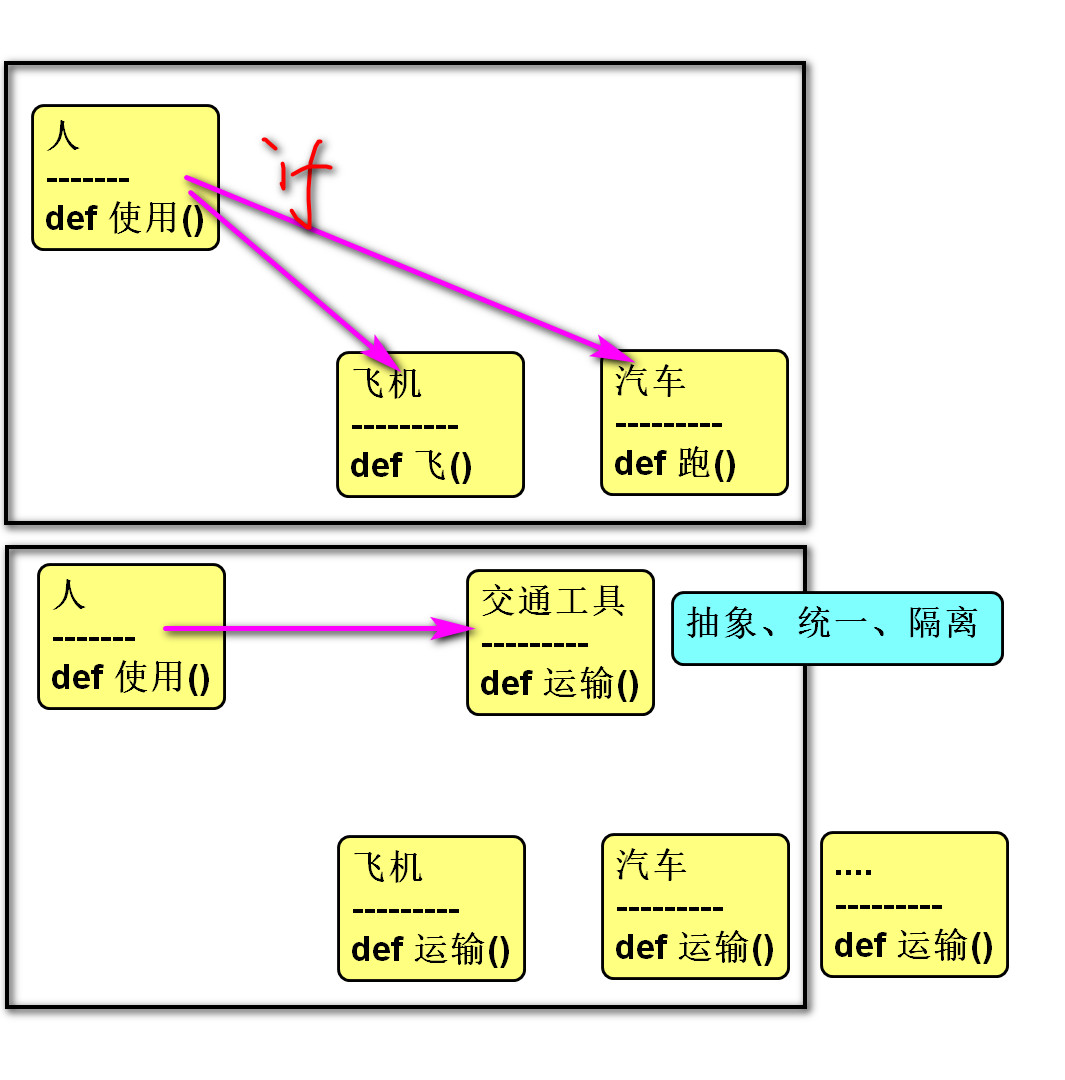 人
-------
def 使用()
飞机
---------
def 飞()
汽车
---------
def 跑()
人
-------
def 使用()
交通工具
---------
def 运输()
抽象、统一、隔离
飞机
---------
def 运输()
汽车
---------
def 运输()
....
---------
def 运输()